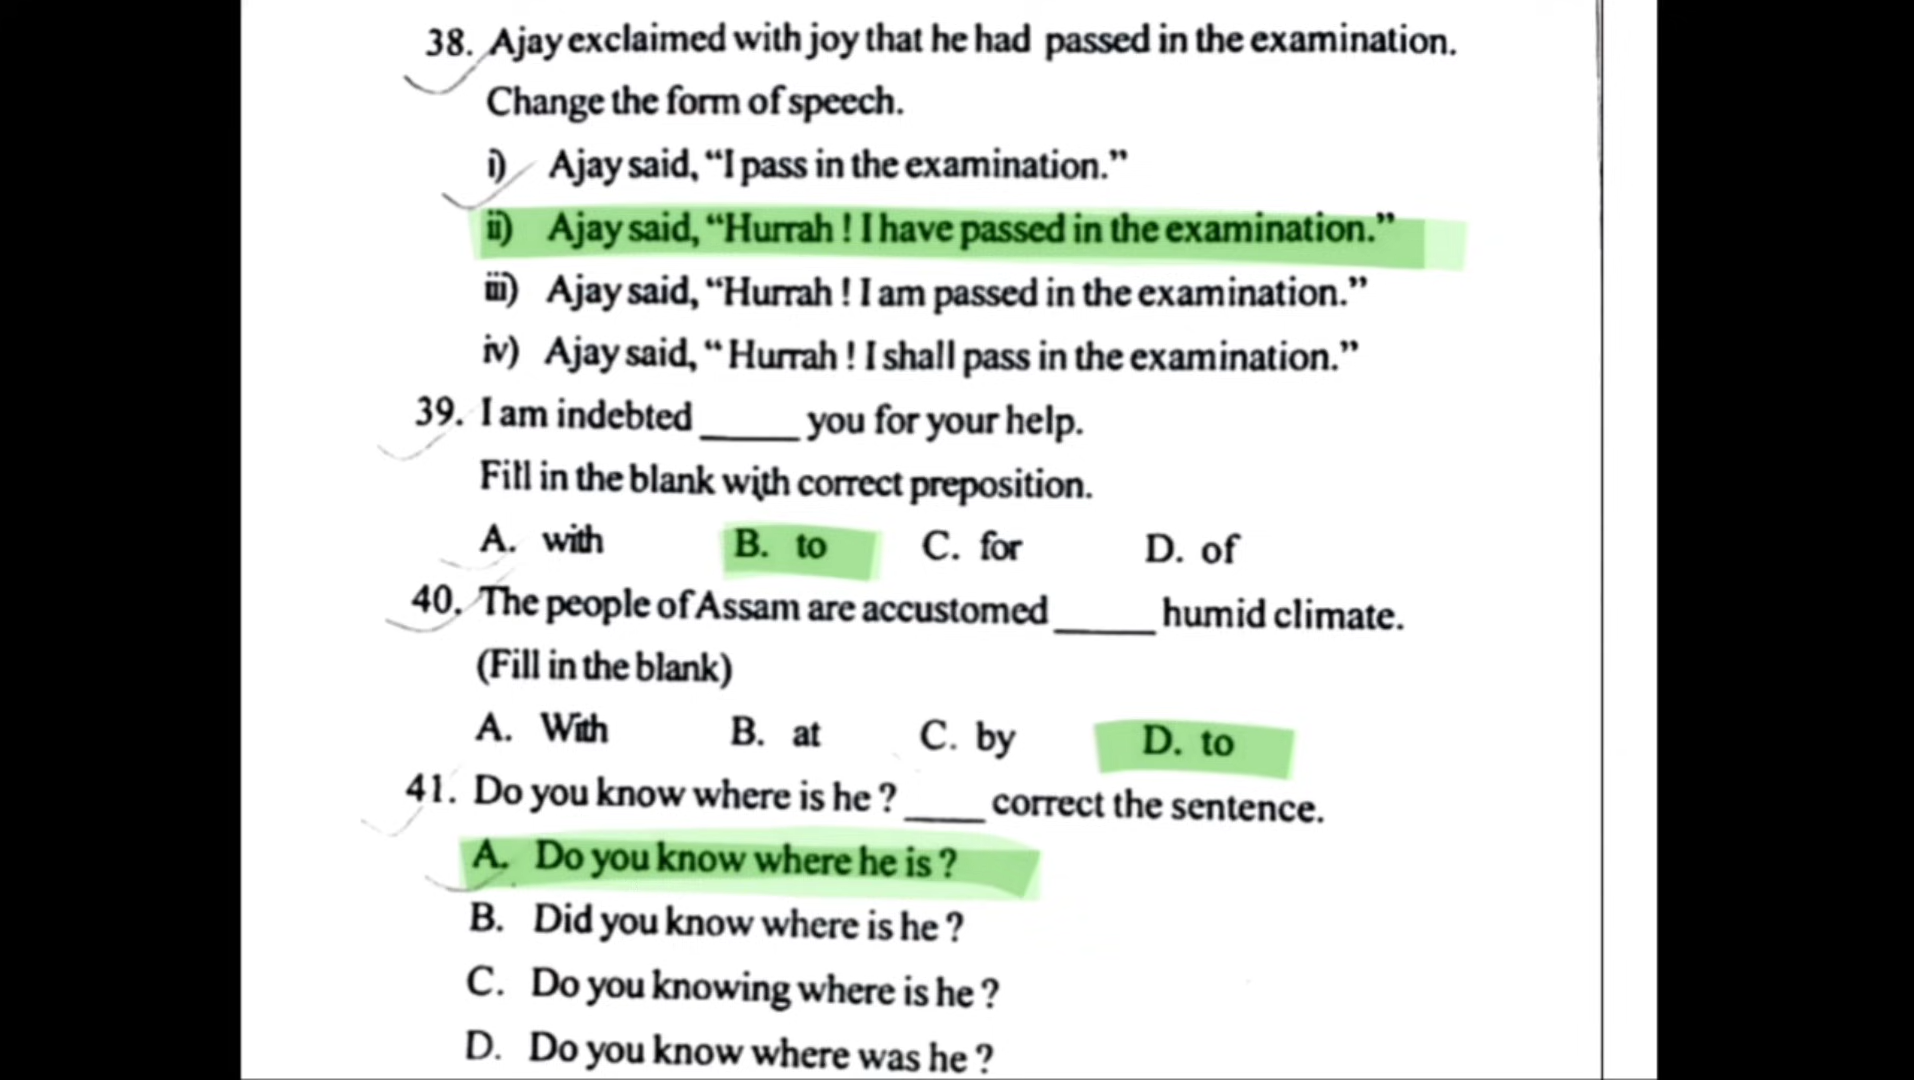 38. Ajay exclaimed with joy that he had passed in the examination.
Change the form of speech.
i) Ajay said, “I pass in the examination.”
ii) Ajay said, “Hurrah ! I have passed in the examination.”
iii) Ajay said, “Hurrah ! I am passed in the examination.”
iv) Ajay said, “ Hurrah ! I shall pass in the examination.”
39. I am indebted _____ you for your help.
Fill in the blank with correct preposition.
A. with B. to C. for D. of
40. The people of Assam are accustomed _____ humid climate.
(Fill in the blank)
A. With B. at C. by D. to
41. Do you know where is he ? ____ correct the sentence.
A. Do you know where he is ?
B. Did you know where is he ?
C. Do you knowing where is he ?
D. Do you know where was he ?